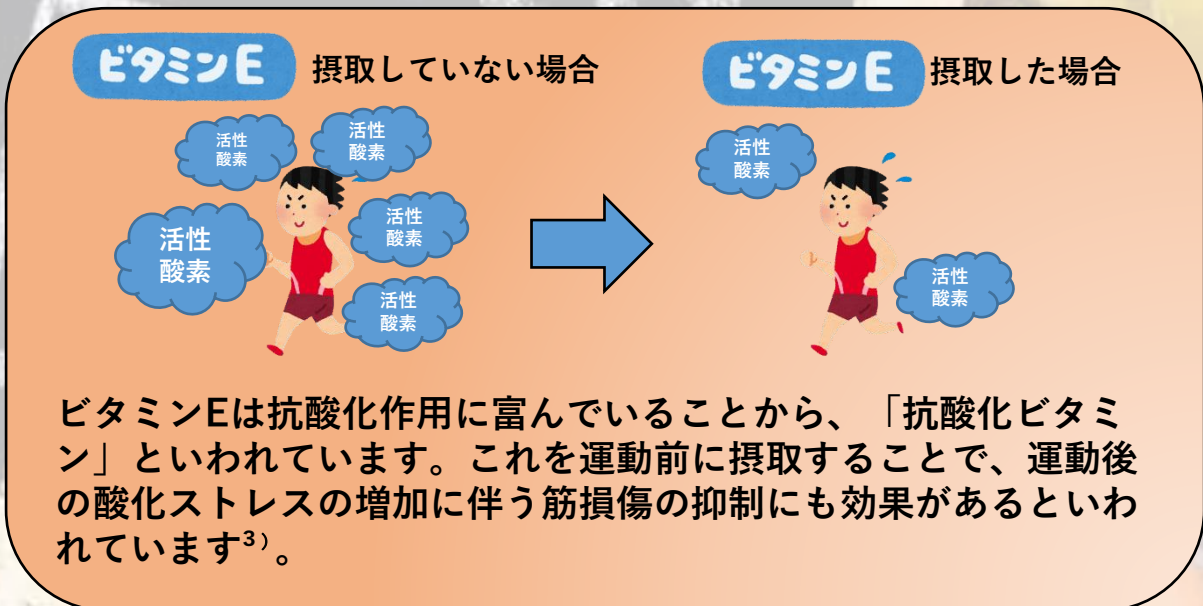 ビタミンE 摂取していない場合
ビタミンE 摂取した場合
活性
酸素
活性
酸素
活性
酸素
活性
酸素
活性
酸素
活性
酸素
活性
酸素
ビタミンEは抗酸化作用に富んでいることから、「抗酸化ビタミ
ン」といわれています。これを運動前に摂取することで、運動後
の酸化ストレスの増加に伴う筋損傷の抑制にも効果があるといわ
れています³⁾。